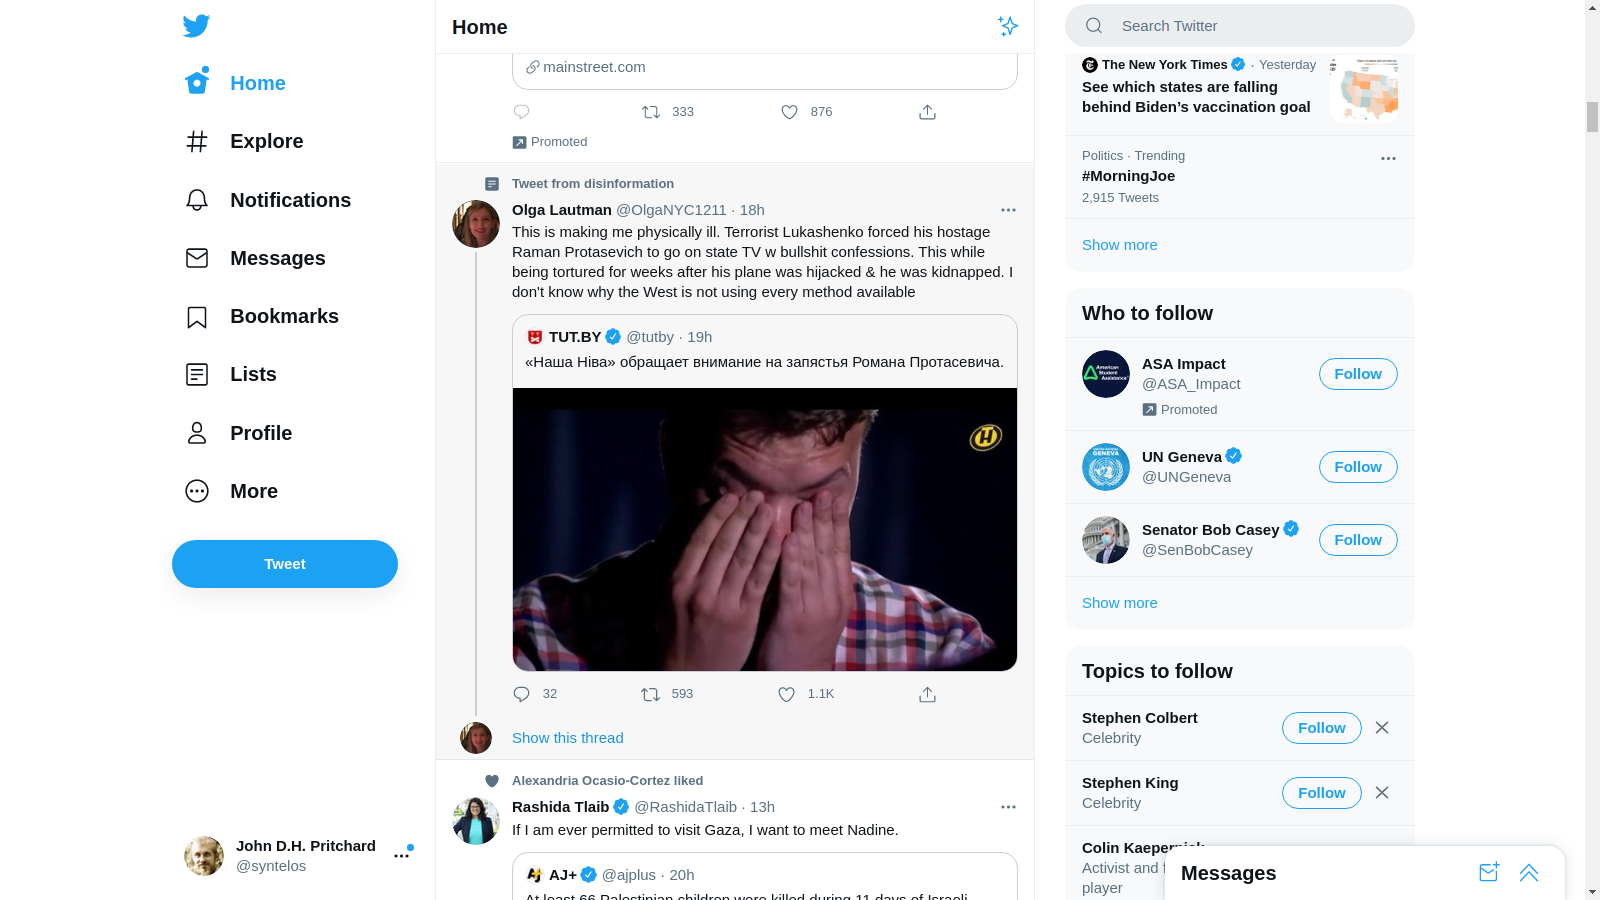 Home
Explore
Notifications
Messages
Bookmarks
Lists
Profile
More
Tweet
John D.H. Pritchard
@syntelos
Home
mainstreet.com
333 876
Promoted
Tweet from disinformation
Olga Lautman @OlgaNYC1211 · 18h
This is making me physically ill. Terrorist Lukashenko forced his hostage
Raman Protasevich to go on state TV w bullshit confessions. This while
being tortured for weeks after his plane was hijacked & he was kidnapped. I
don't know why the West is not using every method available
TUT.BY @tutby · 19h
«Наша Нiва» обращает внимание на запястья Романа Протасевича.
H
32 593 1.1K
Show this thread
Alexandria Ocasio-Cortez liked
Rashida Tlaib @RashidaTlaib · 13h
If I am ever permitted to visit Gaza, I want to meet Nadine.
AJ+ @ajplus · 20h
At least 66 Palestinian children were killed during 11 days of Israeli
Search Twitter
The New York Times · Yesterday
See which states are falling
behind Biden’s vaccination goal
Politics · Trending
#MorningJoe
2,915 Tweets
Show more
Who to follow
American
Student
Assistance
ASA Impact
@ASA_Impact
Follow
Promoted
GENEVA
UN Geneva
@UNGeneva
Follow
Senator Bob Casey
@SenBobCasey
Follow
Show more
Topics to follow
Stephen Colbert
Celebrity
Follow
Stephen King
Celebrity
Follow
Colin Kaepernick
Activist and
player
Messages